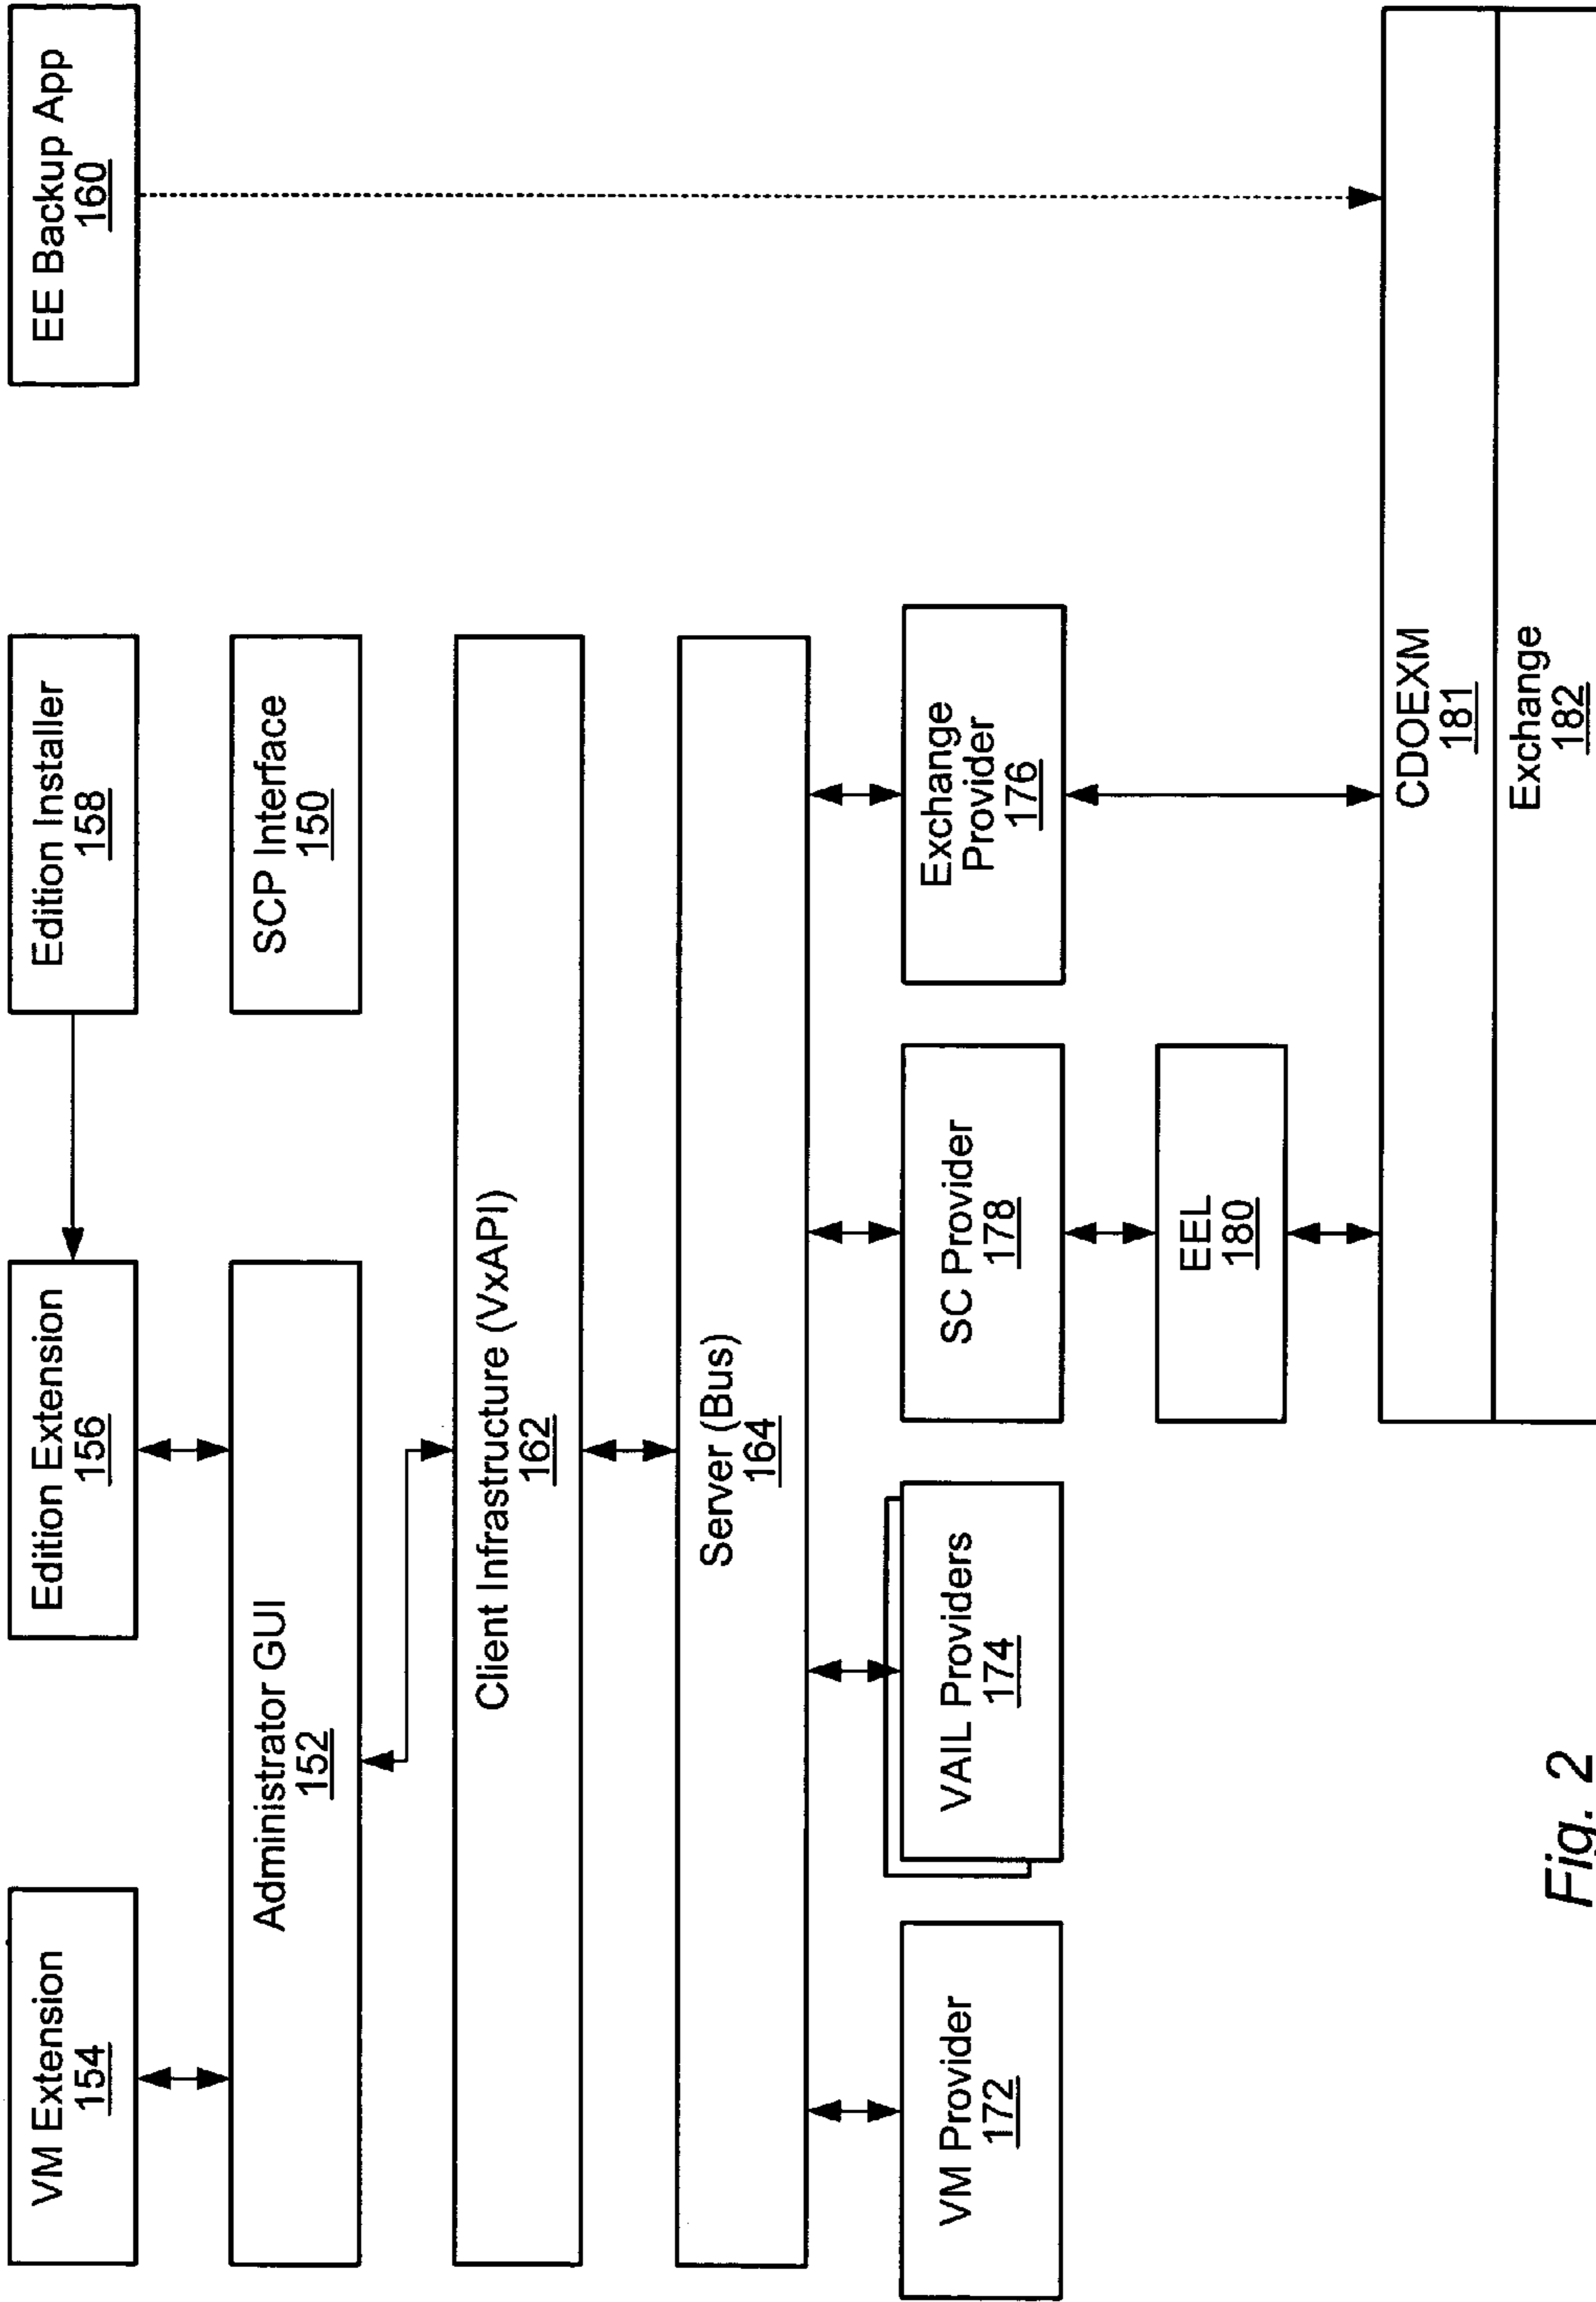 VM Extension
154
Edition Extension
156
Edition Installer
158
EE Backup App
160
Administrator GUI
152
SCP Interface
150
Client Infrastructure (VxAPI)
162
Server (Bus)
164
VM Provider
172
VAIL Providers
174
SC Provider
178
Exchange
Provider
176
EEL
180
CDOEXM
181
Exchange
182
Fig. 2